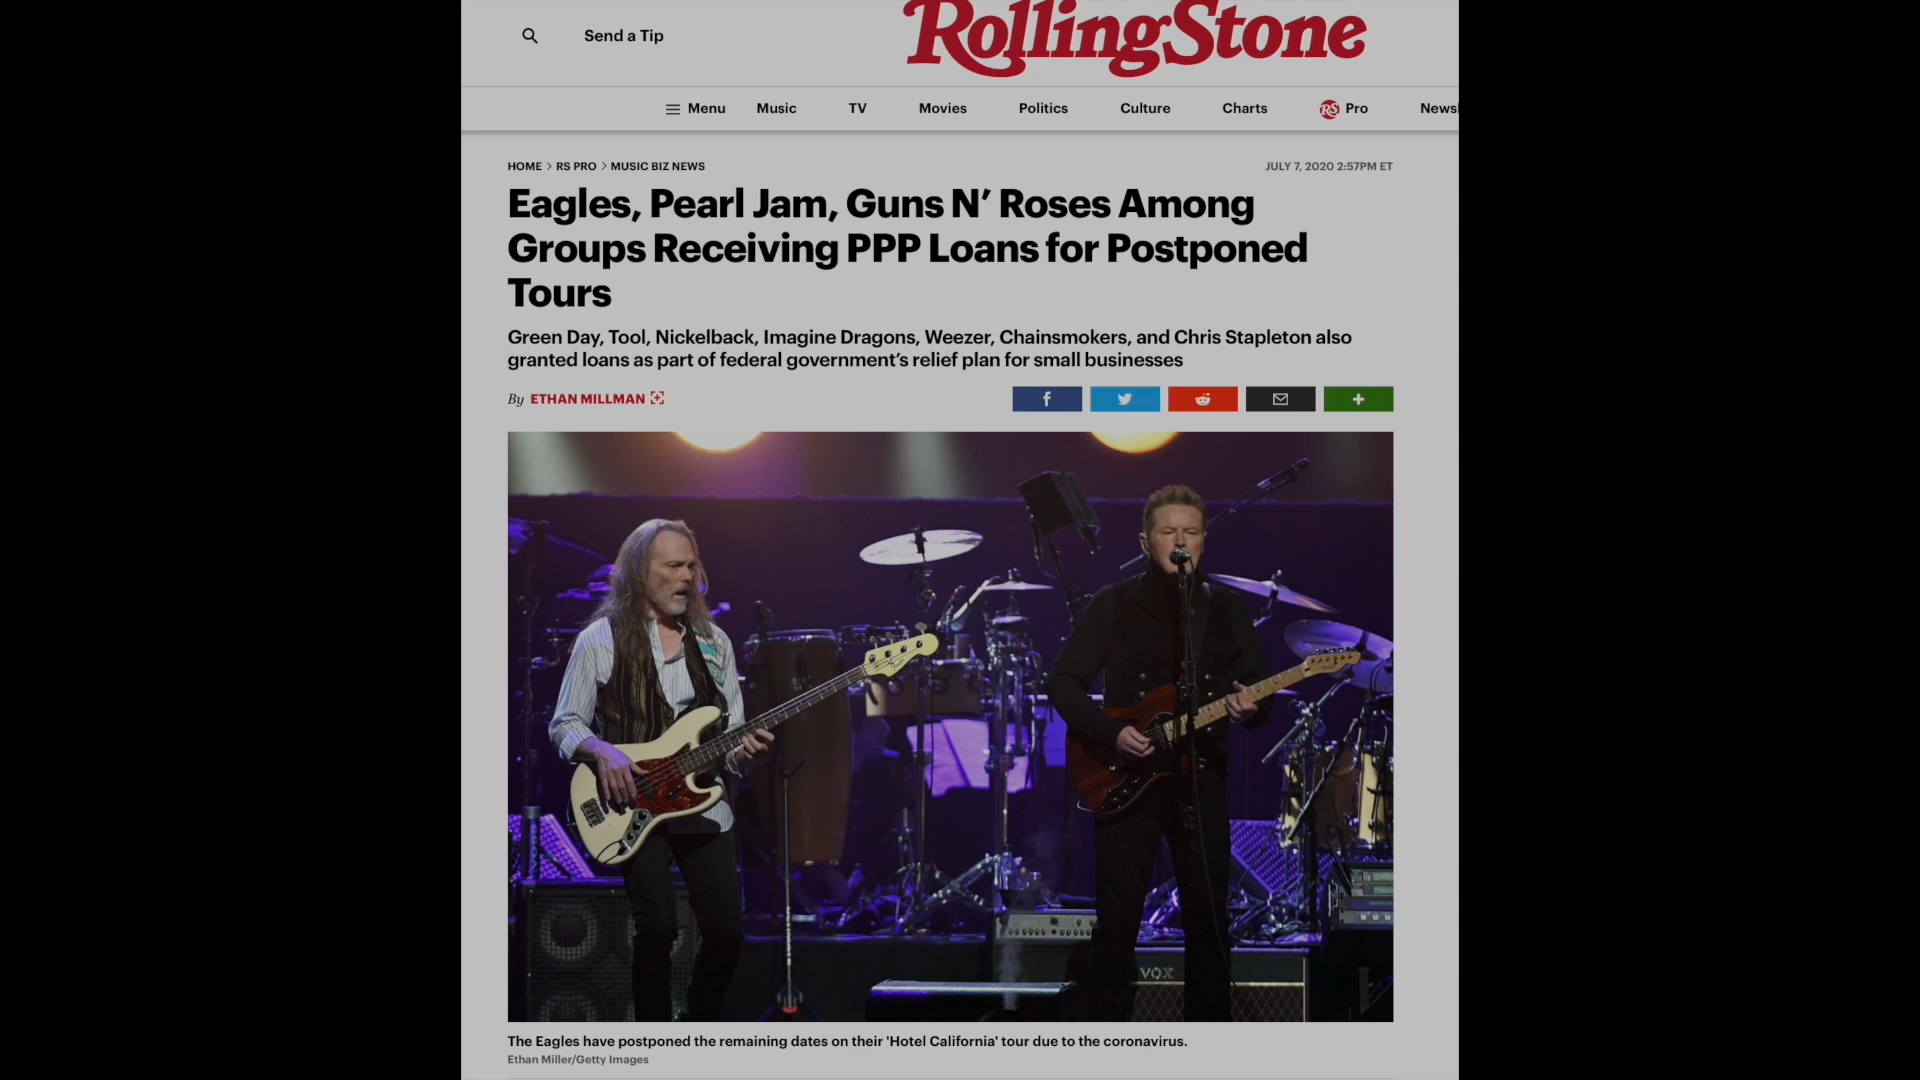 RollingStone
Send a Tip
Menu Music TV Movies Politics Culture Charts RS Pro Newsl
HOME > RS PRO > MUSIC BIZ NEWS
JULY 7, 2020 2:57PM ET
Eagles, Pearl Jam, Guns N’ Roses Among
Groups Receiving PPP Loans for Postponed
Tours
Green Day, Tool, Nickelback, Imagine Dragons, Weezer, Chainsmokers, and Chris Stapleton also
granted loans as part of federal government’s relief plan for small businesses
By ETHAN MILLMAN
VOX
The Eagles have postponed the remaining dates on their 'Hotel California' tour due to the coronavirus.
Ethan Miller/Getty Images